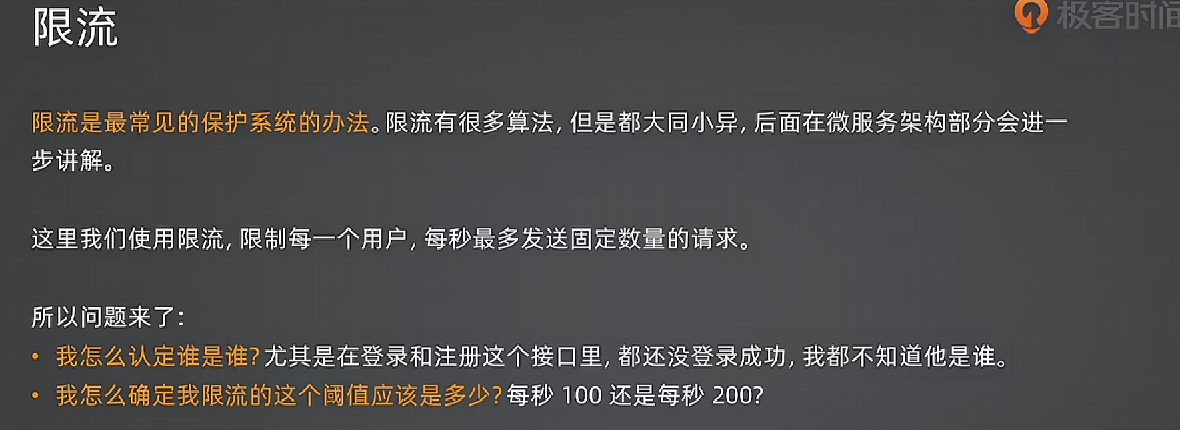 限流
极客时间
限流是最常见的保护系统的办法。限流有很多算法, 但是都大同小异, 后面在微服务架构部分会进一
步讲解。
这里我们使用限流, 限制每一个用户, 每秒最多发送固定数量的请求。
所以问题来了:
• 我怎么认定谁是谁?尤其是在登录和注册这个接口里, 都还没登录成功, 我都不知道他是谁。
• 我怎么确定我限流的这个阈值应该是多少?每秒 100 还是每秒 200?